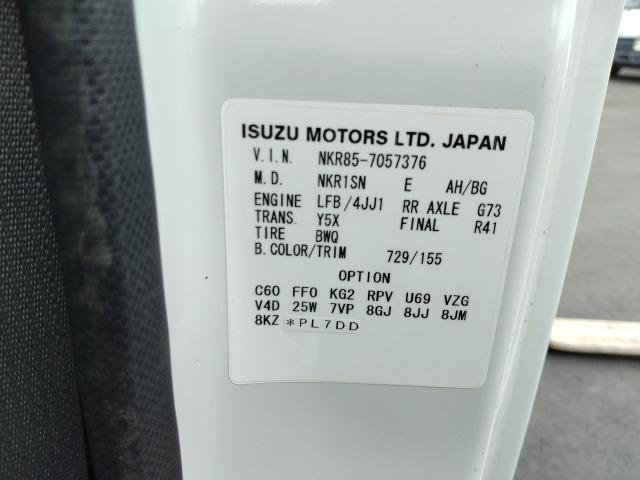 ISUZU MOTORS LTD. JAPAN
V.I.N. NKR85-7057376
M.D. NKR1SN E AH/BG
ENGINE LFB/4JJ1 RR AXLE G73
TRANS. Y5X FINAL R41
TIRE BWQ
B.COLOR/TRIM 729/155
OPTION
C60 FF0 KG2 RPV U69 VZG
V4D 25W 7VP 8GJ 8JJ 8JM
8KZ *PL7DD